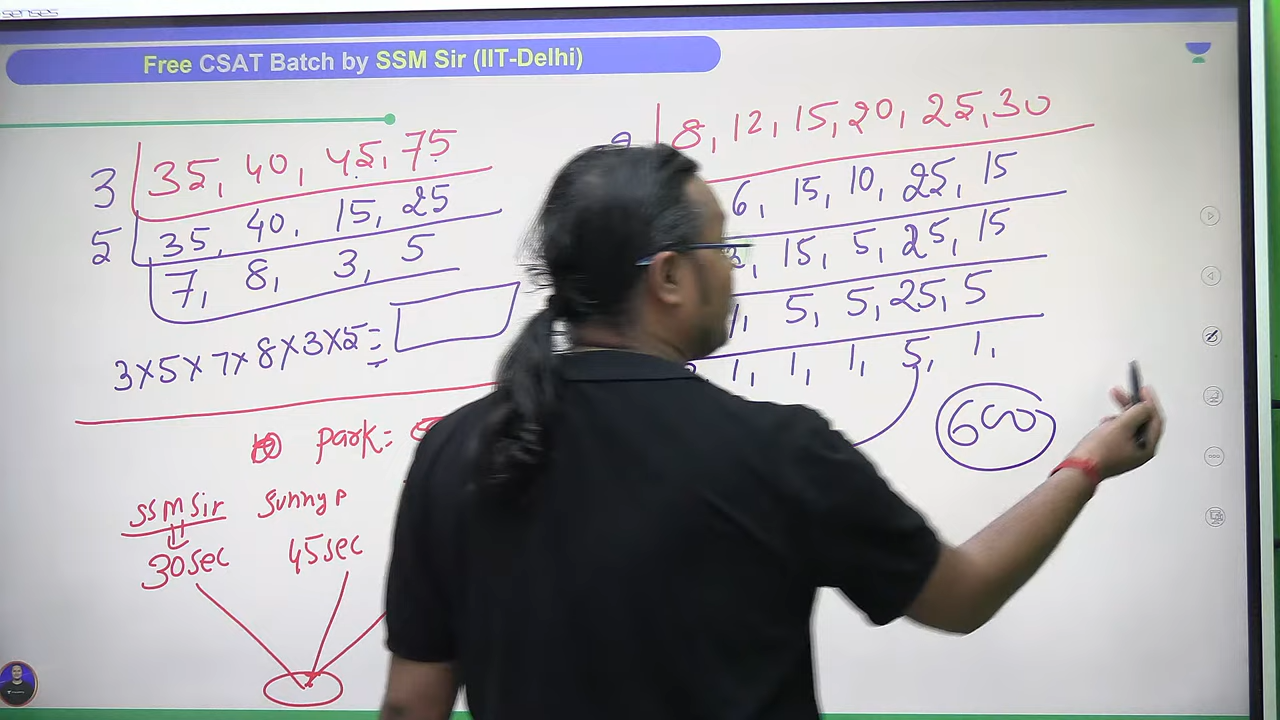 Free CSAT Batch by SSM Sir (IIT-Delhi)
3 35, 40, 45, 75
5 35, 40, 15, 25
7, 8, 3, 5
3×5×7×8×3×5=
8, 12, 15, 20, 25, 30
6, 15, 10, 25, 15
3, 15, 5, 25, 15
1, 5, 5, 25, 5
1, 1, 1, 5, 1,
600
park=
SSM Sir Sunny P
30sec 45sec